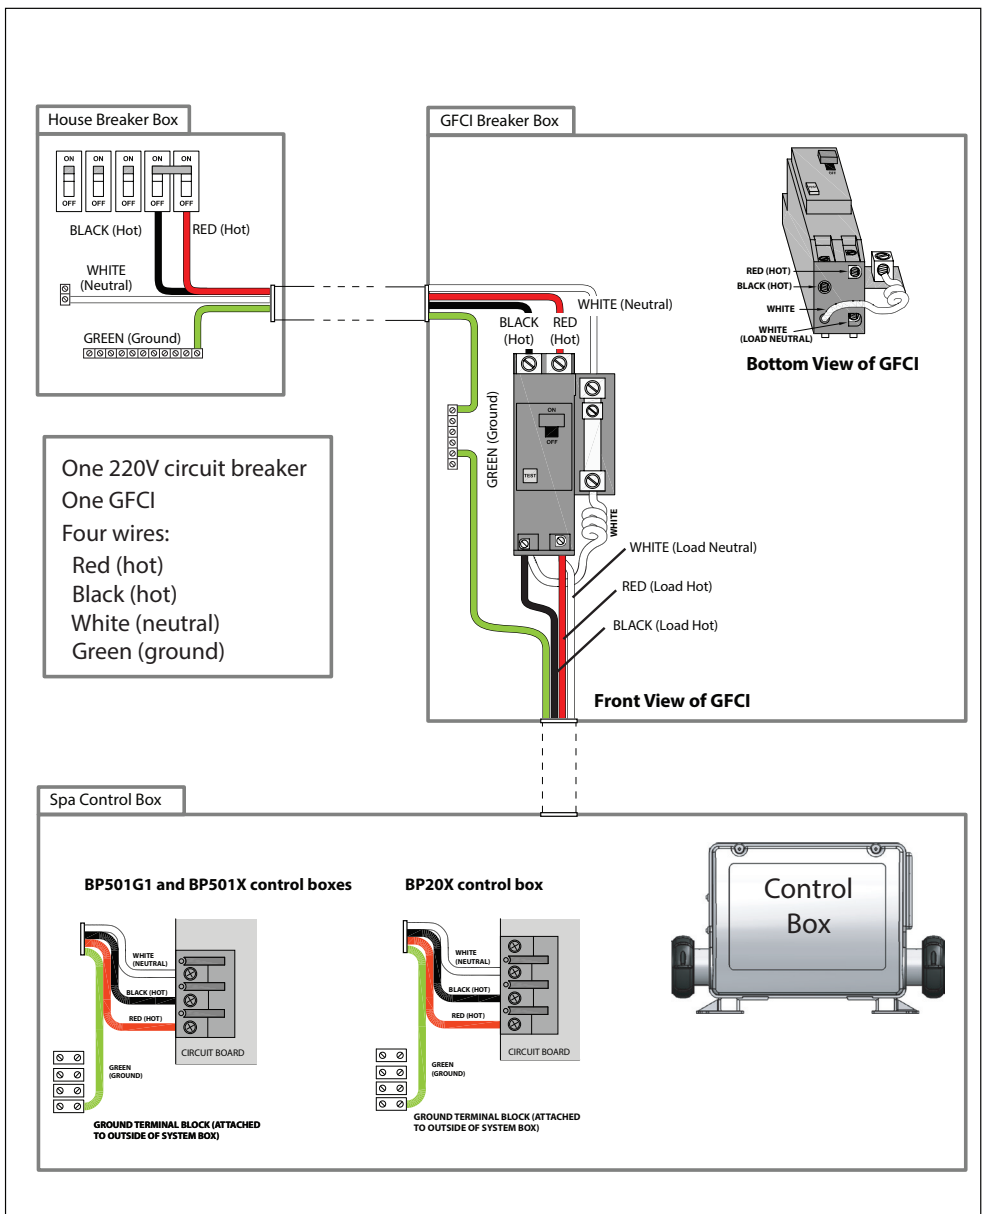 House Breaker Box
ON
ON
ON
ON
ON
OFF
OFF
OFF
OFF
OFF
BLACK (Hot)
RED (Hot)
WHITE
(Neutral)
GREEN (Ground)
GFCI Breaker Box
OFF
RED (HOT)
BLACK (HOT)
WHITE
WHITE
(LOAD NEUTRAL)
Bottom View of GFCI
WHITE (Neutral)
BLACK
(Hot)
RED
(Hot)
GREEN (Ground)
ON
OFF
TEST
WHITE
WHITE (Load Neutral)
RED (Load Hot)
BLACK (Load Hot)
Front View of GFCI
One 220V circuit breaker
One GFCI
Four wires:
Red (hot)
Black (hot)
White (neutral)
Green (ground)
Spa Control Box
BP501G1 and BP501X control boxes
WHITE
(NEUTRAL)
BLACK (HOT)
RED (HOT)
CIRCUIT BOARD
GREEN
(GROUND)
GROUND TERMINAL BLOCK (ATTACHED
TO OUTSIDE OF SYSTEM BOX)
BP20X control box
WHITE
(NEUTRAL)
BLACK (HOT)
RED (HOT)
CIRCUIT BOARD
GREEN
(GROUND)
GROUND TERMINAL BLOCK (ATTACHED
TO OUTSIDE OF SYSTEM BOX)
Control
Box